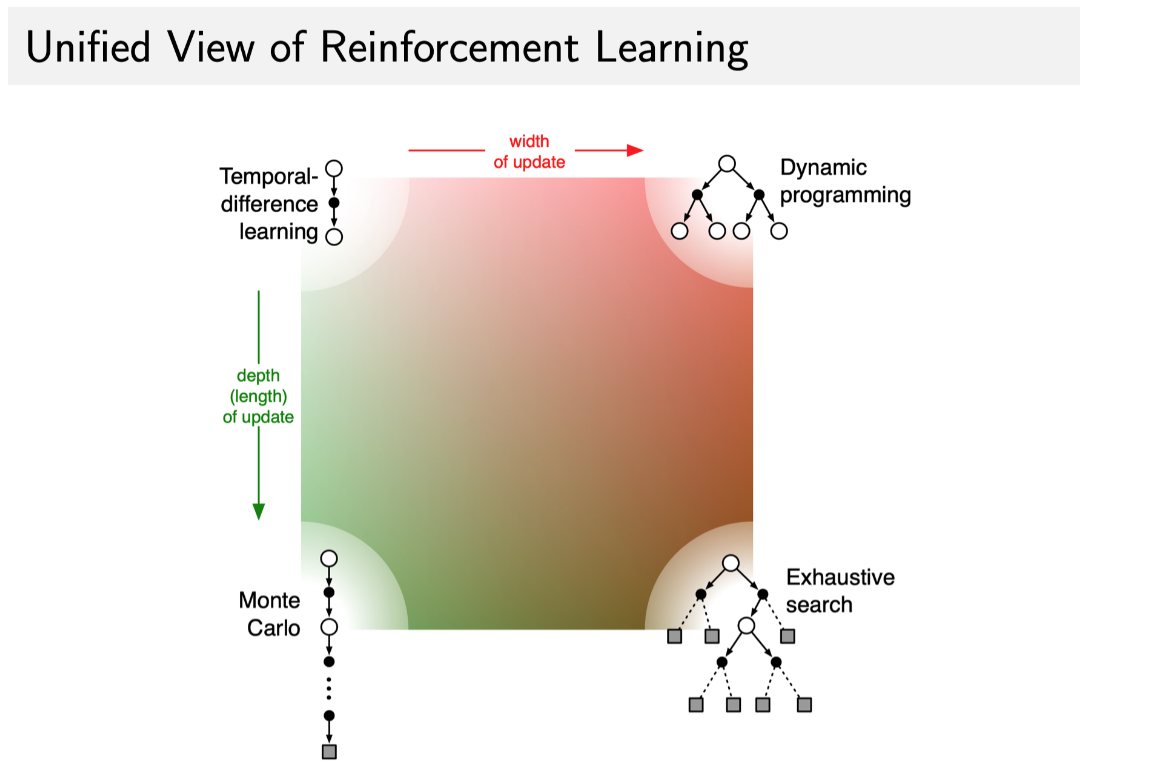 Unified View of Reinforcement Learning
width
of update
Temporal-
difference
learning
Dynamic
programming
depth
(length)
of update
Monte
Carlo
Exhaustive
search